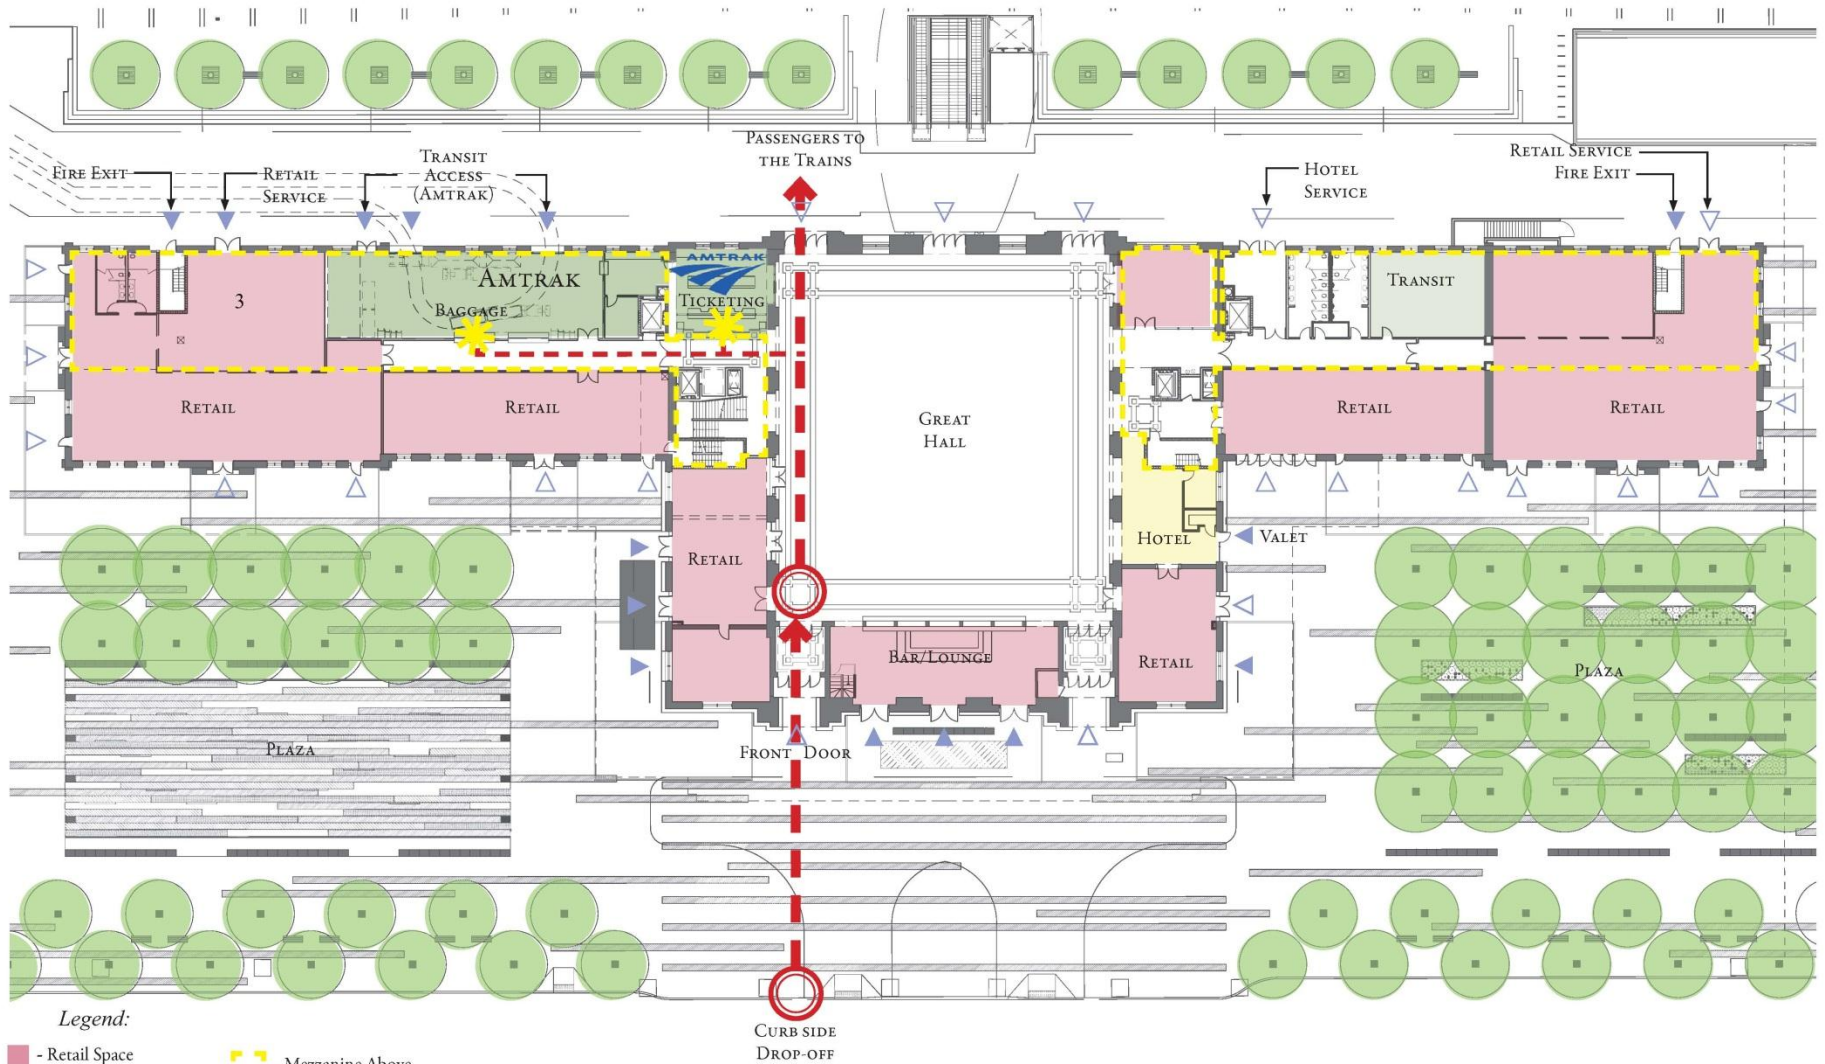 PASSENGERS TO
THE TRAINS
FIRE EXIT
RETAIL
SERVICE
TRANSIT
ACCESS
(AMTRAK)
HOTEL
SERVICE
RETAIL SERVICE
FIRE EXIT
3
AMTRAK
BAGGAGE
AMTRAK
TICKETING
TRANSIT
RETAIL
RETAIL
GREAT
HALL
RETAIL
RETAIL
RETAIL
HOTEL
VALET
BAR/LOUNGE
RETAIL
PLAZA
PLAZA
FRONT DOOR
CURB SIDE
DROP-OFF
Legend:
- Retail Space
- Mezzanine Above